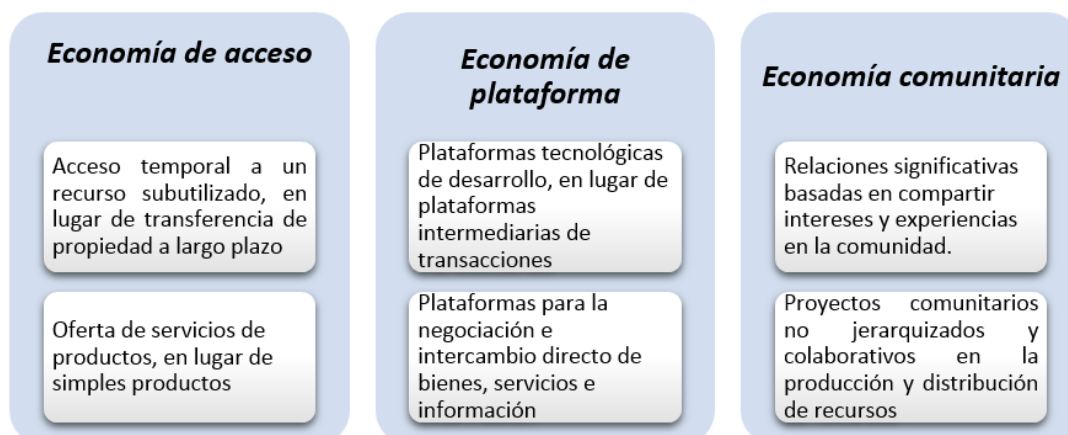 Economía de acceso
Acceso temporal a un
recurso subutilizado, en
lugar de transferencia de
propiedad a largo plazo
Oferta de servicios de
productos, en lugar de
simples productos
Economía de
plataforma
Plataformas tecnológicas
de desarrollo, en lugar de
plataformas
intermediarias de
transacciones
Plataformas para la
negociación e
intercambio directo de
bienes, servicios e
información
Economía comunitaria
Relaciones significativas
basadas en compartir
intereses y experiencias
en la comunidad.
Proyectos comunitarios
no jerarquizados y
colaborativos en la
producción y distribución
de recursos